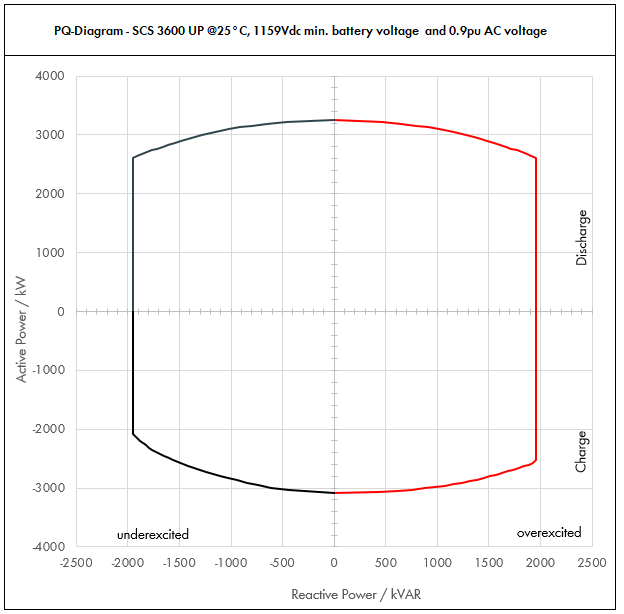 PQ-Diagram - SCS 3600 UP @25°C, 1159Vdc min. battery voltage and 0.9pu AC voltage
4000
3000
2000
1000
0
-1000
-2000
-3000
-4000
Active Power / kW
Discharge
Charge
underexcited
overexcited
-2500 -2000 -1500 -1000 -500 0 500 1000 1500 2000 2500
Reactive Power / kVAR